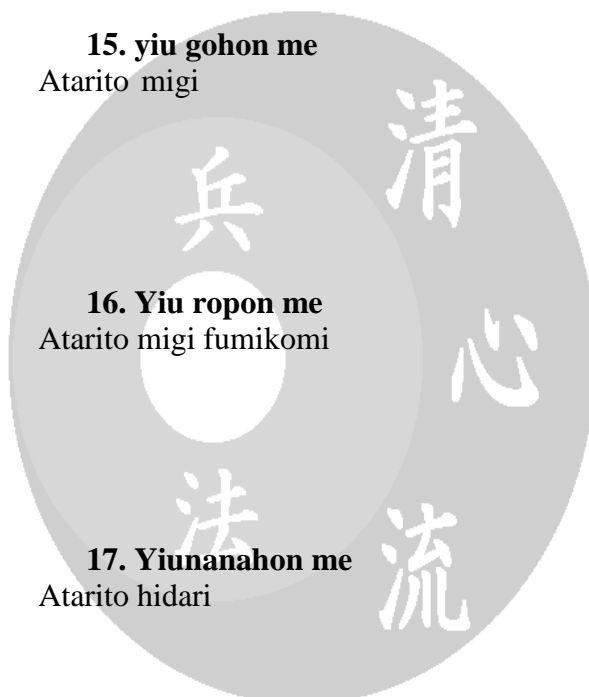 15. yiu gohon me
Atarito migi
16. Yiu ropon me
Atarito migi fumikomi
17. Yiunanahon me
Atarito hidari
清心流
兵法